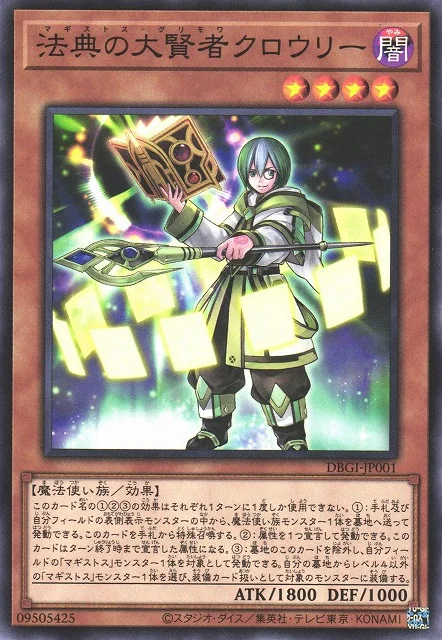 マギストス・グリモワ
法典の大賢者クロウリー
やみ
闇
DBGI-JP001
【魔法使い族／効果】
このカード名の①②③の効果はそれぞれ1ターンに1度しか使用できない。①：手札及び
自分フィールドの表側表示モンスターの中から、魔法使い族モンスター1体を墓地へ送って
発動できる。このカードを手札から特殊召喚する。②：属性を1つ宣言して発動できる。この
カードはターン終了時まで宣言した属性になる。③：墓地のこのカードを除外し、自分フィールド
の「マギストス」モンスター1体を対象として発動できる。自分の墓地からレベル4以外
の「マギストス」モンスター1体を選び、装備カード扱いとして対象のモンスターに装備する。
ATK/1800 DEF/1000
09505425
©スタジオ・ダイス／集英社・テレビ東京・KONAMI